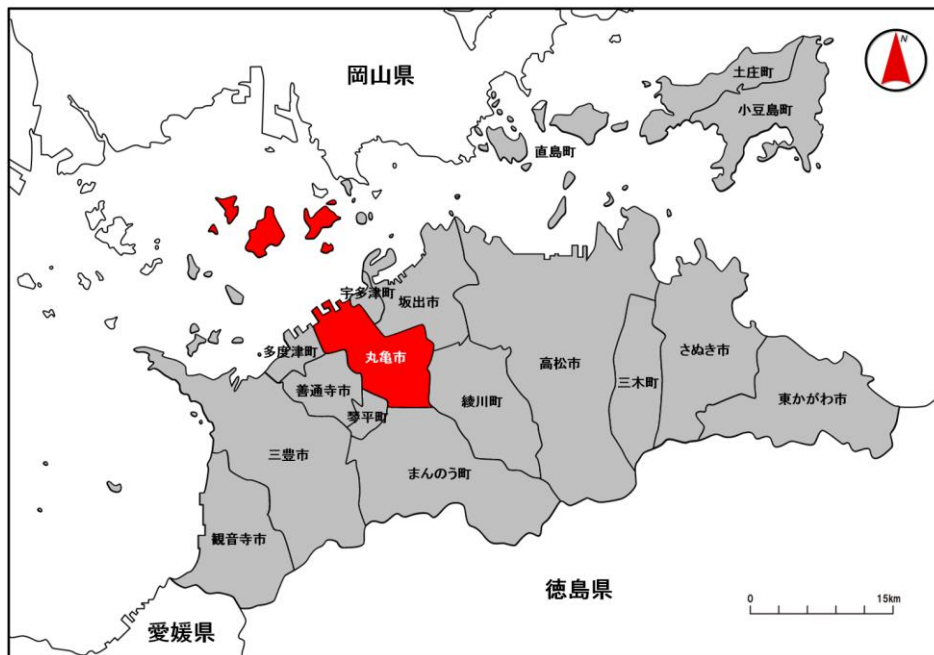 岡山県
N
土庄町
小豆島町
直島町
宇多津町
坂出市
多度津町
丸亀市
さぬき市
高松市
三木町
善通寺市
綾川町
東かがわ市
琴平町
三豊市
まんのう町
観音寺市
徳島県
愛媛県
0 15km